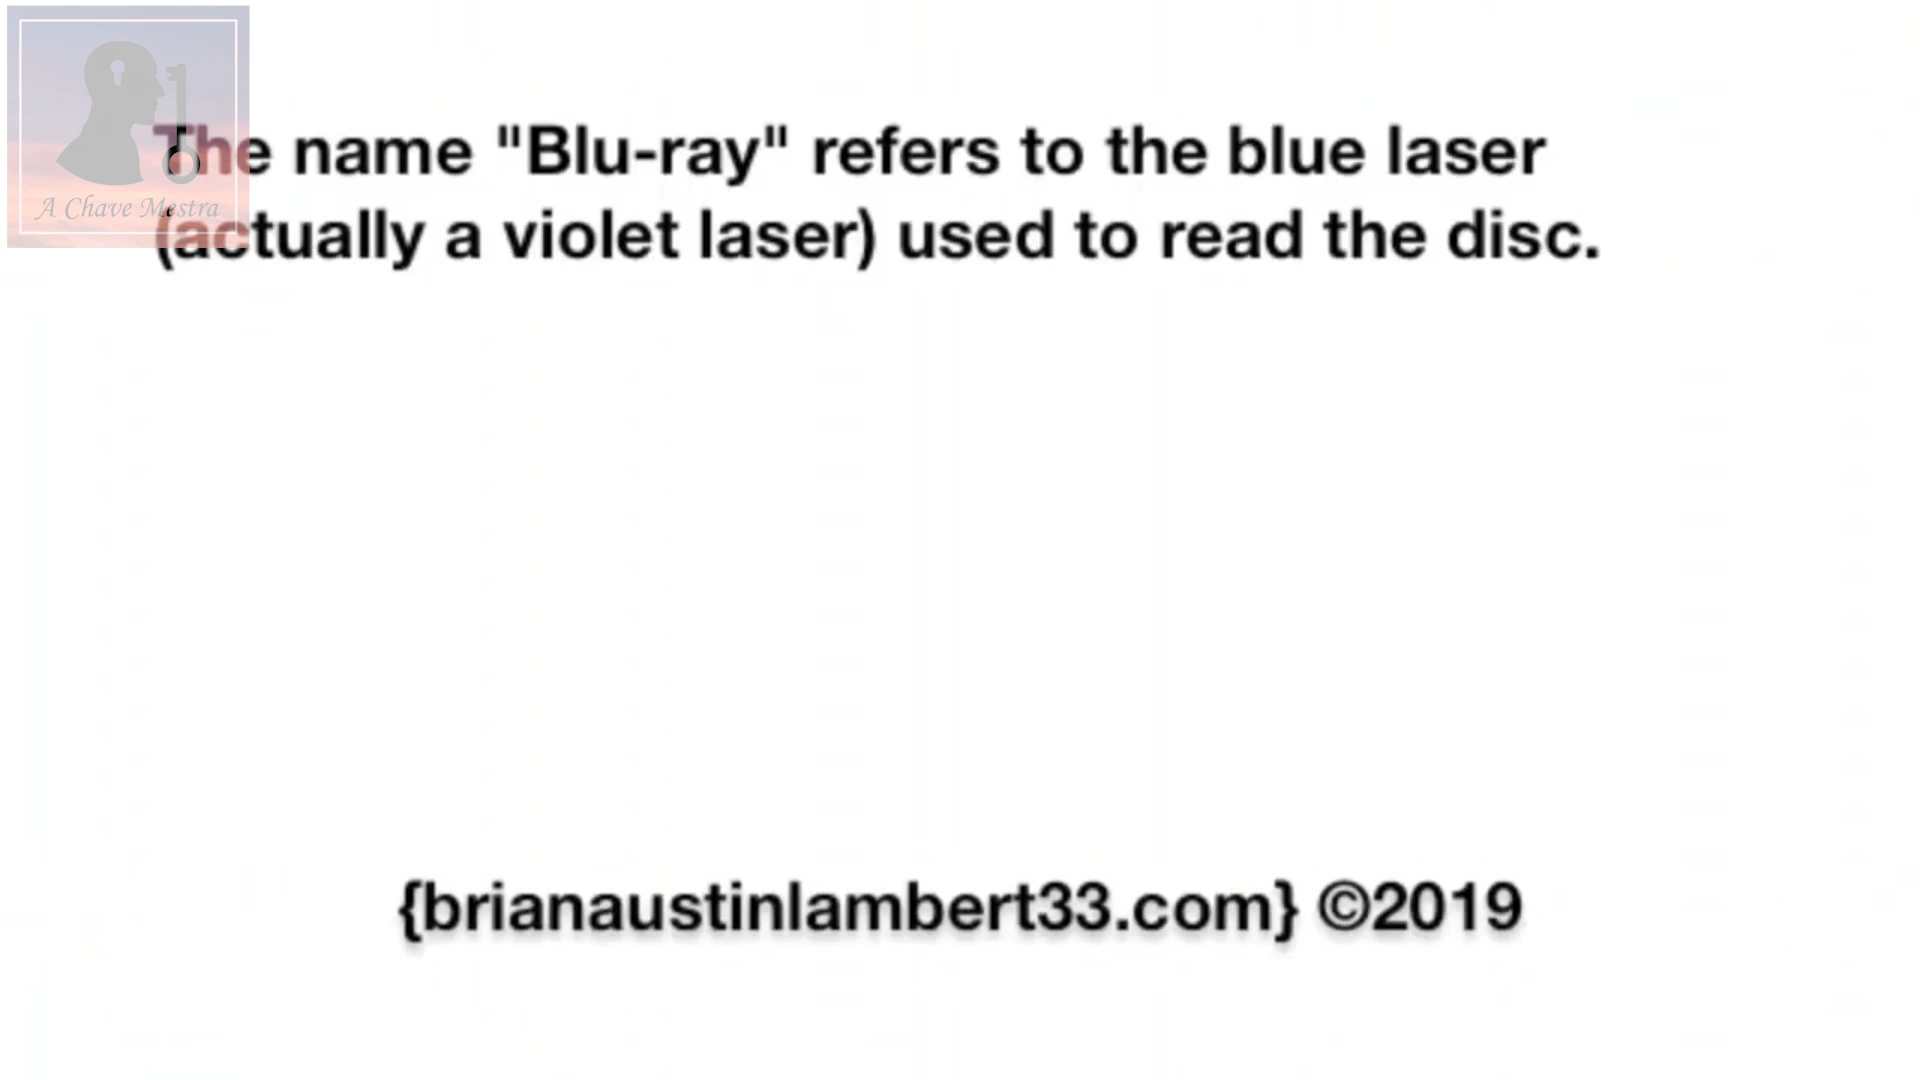 The name "Blu-ray" refers to the blue laser
(actually a violet laser) used to read the disc.
A Chave Mestra
{brianaustinlambert33.com} ©2019